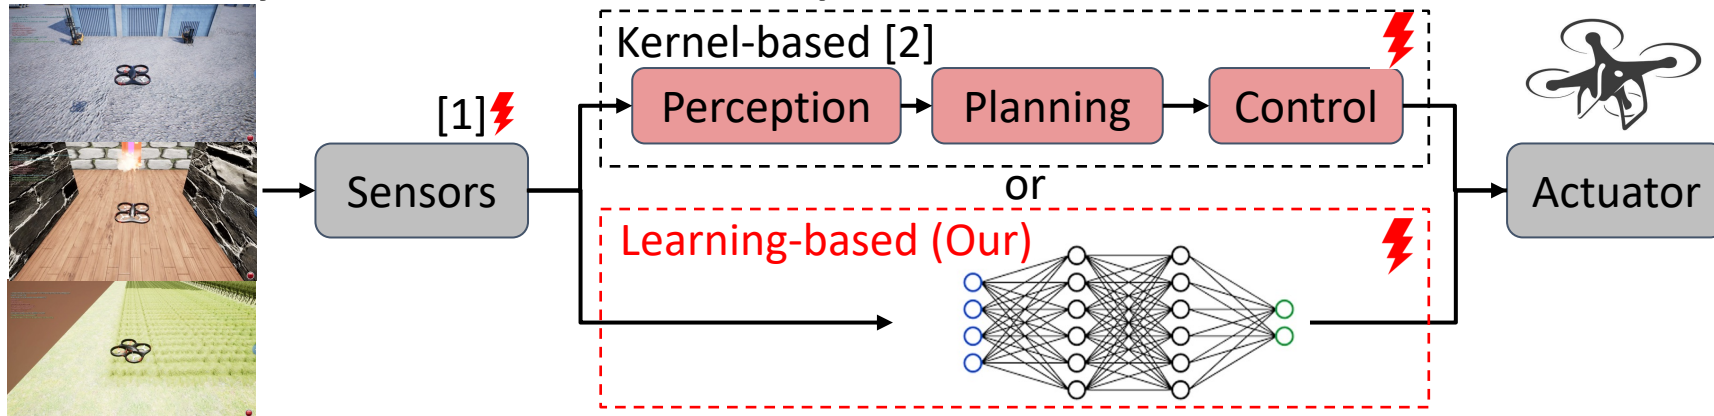 Kernel-based [2]
Perception
Planning
Control
[1]
Sensors
or
Actuator
Learning-based (Our)